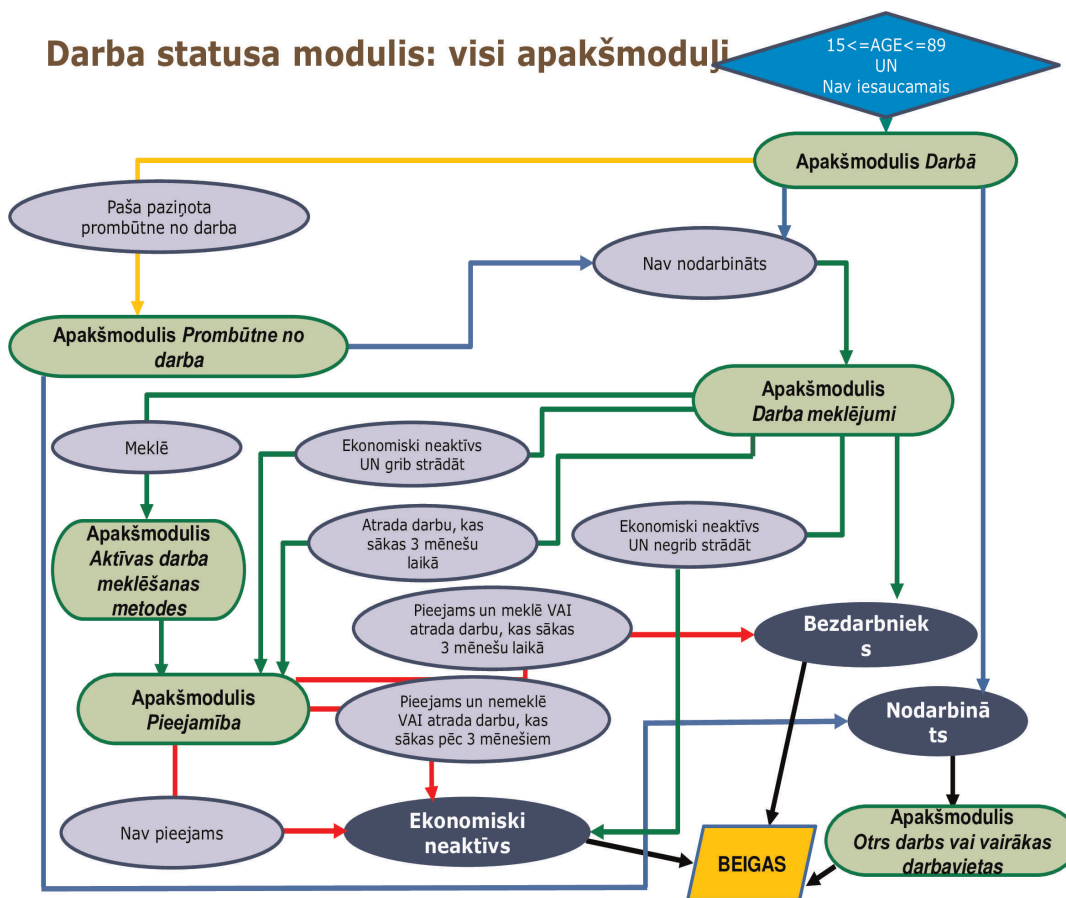 Darba statusa modulis: visi apakšmoduļi
15<=AGE<=89
UN
Nav iesaucamais
Apakšmodulis Darbā
Paša paziņota
prombūtne no darba
Nav nodarbināts
Apakšmodulis Prombūtne no
darba
Apakšmodulis
Darba meklējumi
Meklē
Ekonomiski neaktīvs
UN grib strādāt
Apakšmodulis
Aktīvas darba
meklēšanas
metodes
Atrada darbu, kas
sākas 3 mēnešu
laikā
Ekonomiski neaktīvs
UN negrib strādāt
Pieejams un meklē VAI
atrada darbu, kas sākas
3 mēnešu laikā
Bezdarbniek
s
Apakšmodulis
Pieejamība
Pieejams un nemeklē
VAI atrada darbu, kas
sākas pēc 3 mēnešiem
Nodarbinā
ts
Nav pieejams
Ekonomiski
neaktīvs
BEIGAS
Apakšmodulis
Otrs darbs vai vairākas
darbavietas